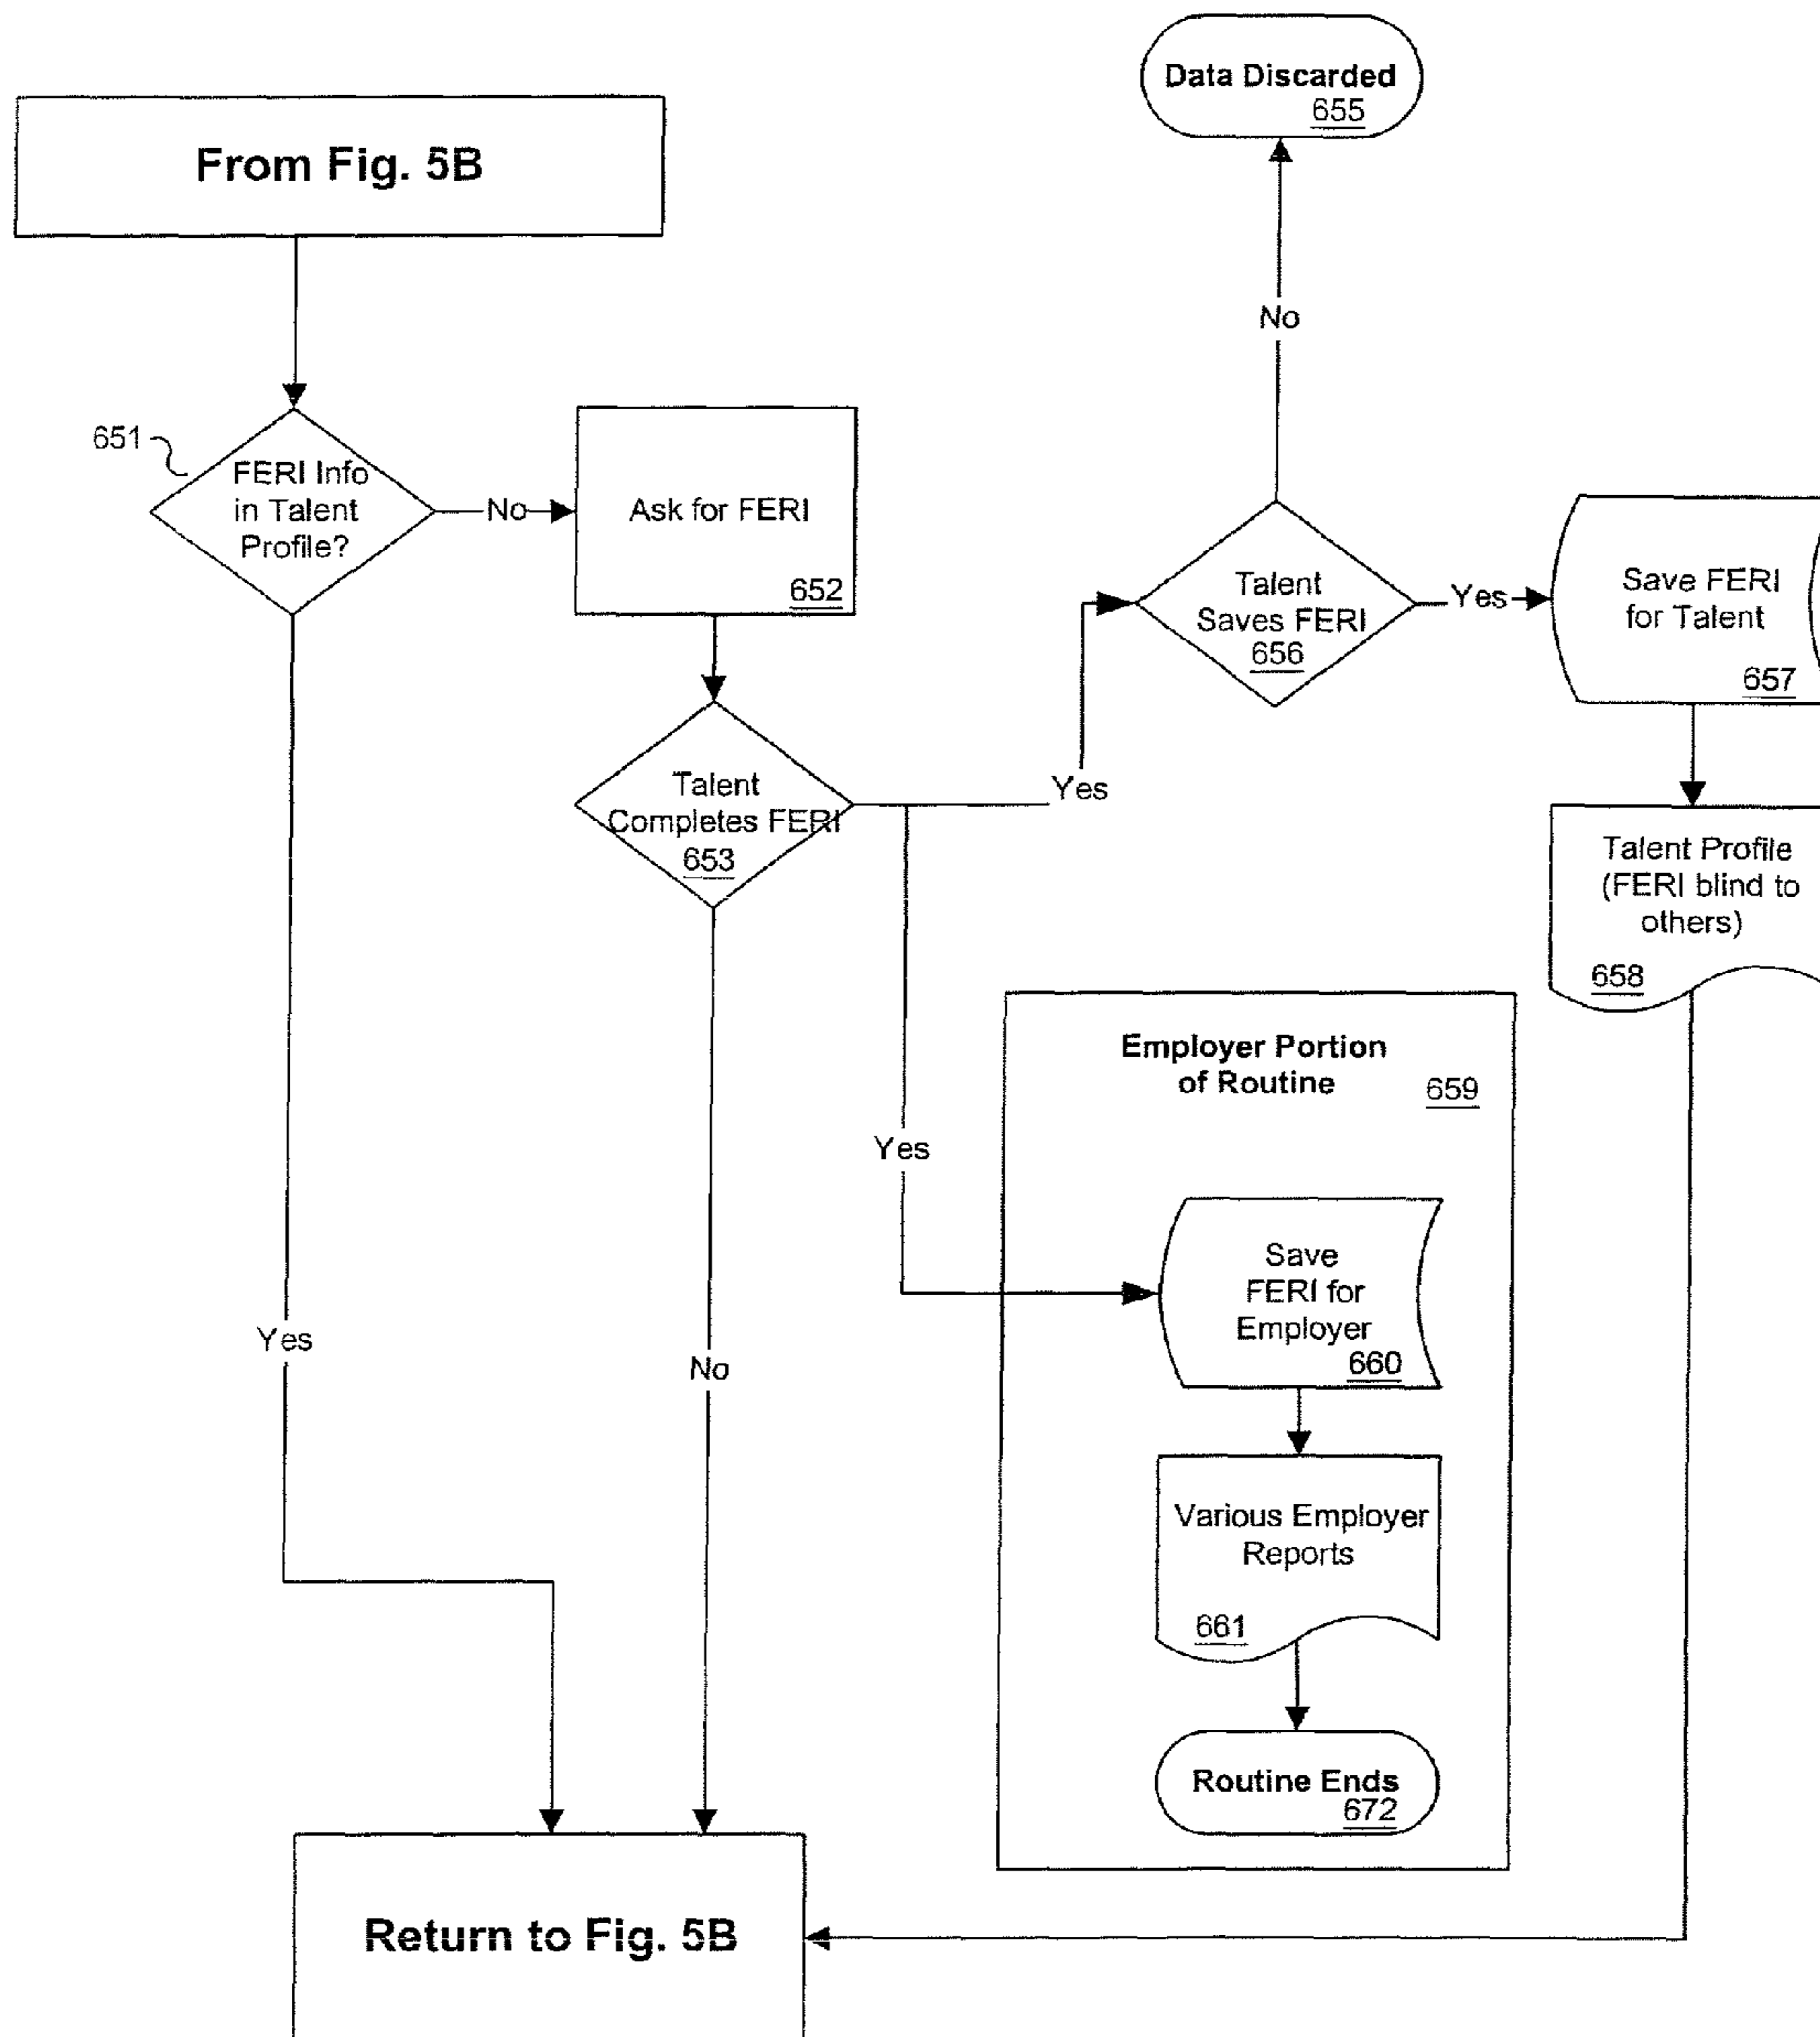 Data Discarded
655
From Fig. 5B
No
651
FERI Info
in Talent
Profile?
No
Ask for FERI
652
Talent
Saves FERI
656
Yes
Save FERI
for Talent
657
Talent
Completes FERI
653
Yes
Talent Profile
(FERI blind to
others)
658
Employer Portion
of Routine
659
Yes
Save
FERI for
Employer
660
Yes
No
Various Employer
Reports
661
Routine Ends
672
Return to Fig. 5B